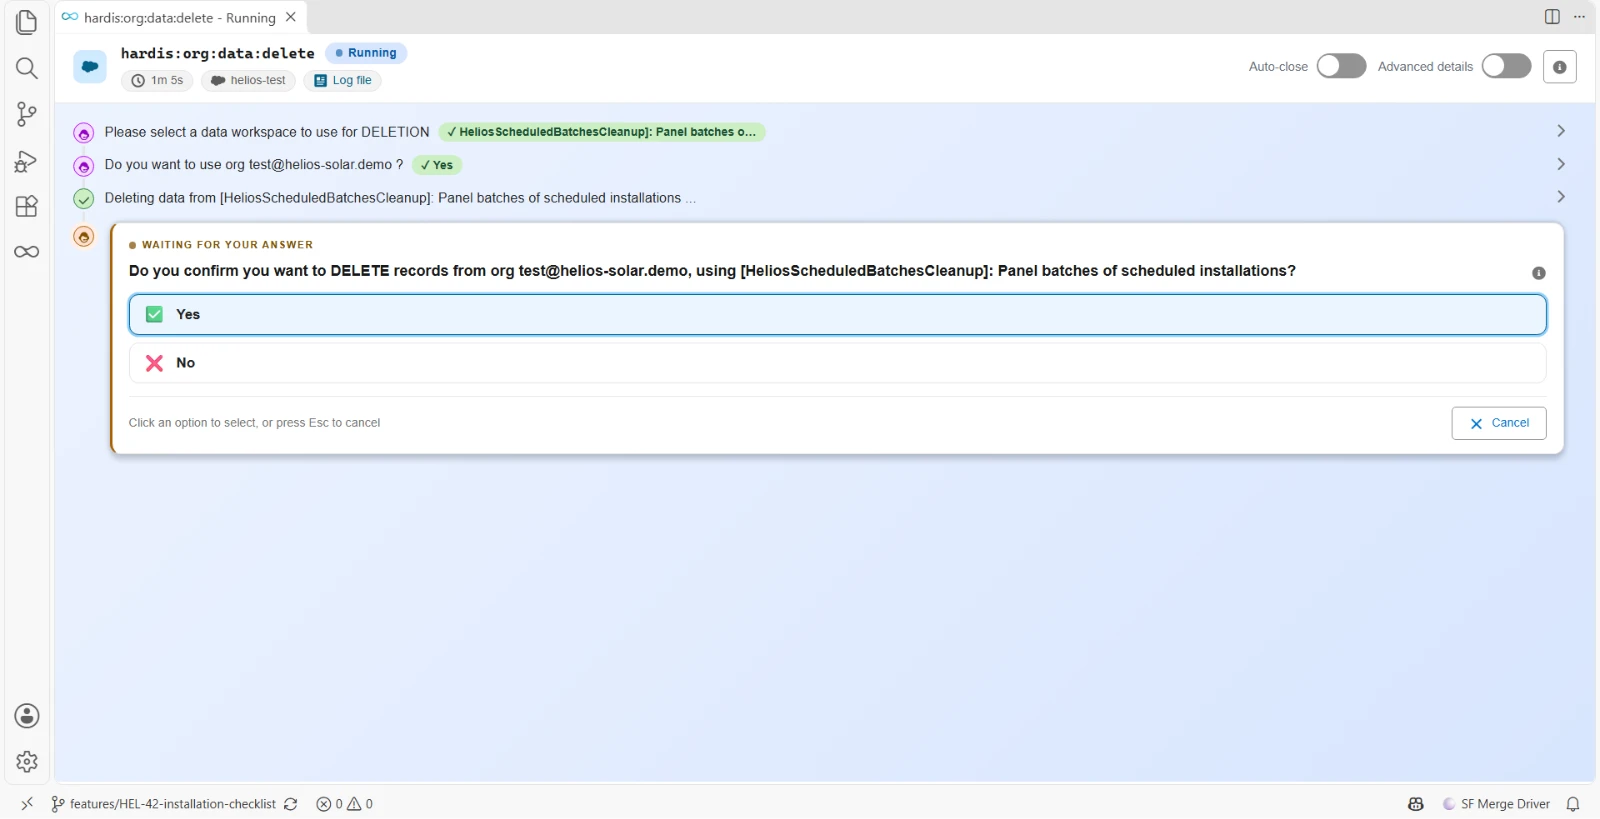 hardis:org:data:delete - Running
hardis:org:data:delete
Running
1m 5s
helios-test
Log file
Auto-close
Advanced details
Please select a data workspace to use for DELETION
✓ HeliosScheduledBatchesCleanup]: Panel batches o...
Do you want to use org test@helios-solar.demo ?
✓ Yes
Deleting data from [HeliosScheduledBatchesCleanup]: Panel batches of scheduled installations ...
WAITING FOR YOUR ANSWER
Do you confirm you want to DELETE records from org test@helios-solar.demo, using [HeliosScheduledBatchesCleanup]: Panel batches of scheduled installations?
Yes
No
Click an option to select, or press Esc to cancel
Cancel
features/HEL-42-installation-checklist
0
0
SF Merge Driver